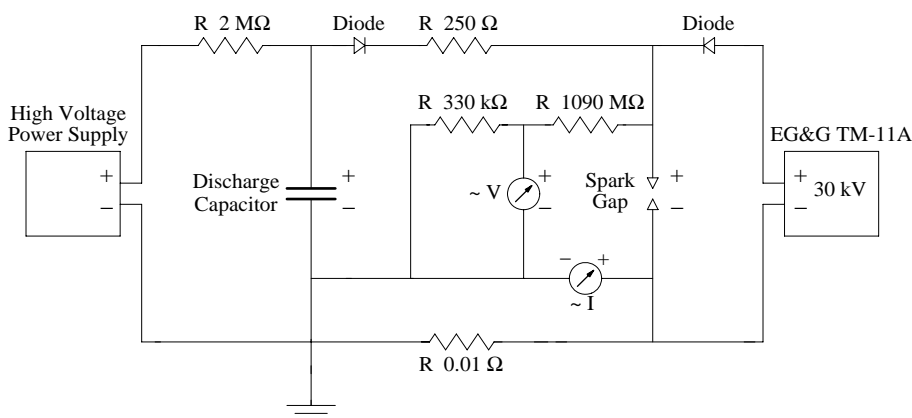 R 2 MΩ
Diode
R 250 Ω
Diode
High Voltage
Power Supply
+
−
Discharge
Capacitor
+
−
R 330 kΩ
R 1090 MΩ
~ V
+
−
Spark
Gap
+
−
EG&G TM-11A
+
−
30 kV
−
+
~ I
R 0.01 Ω